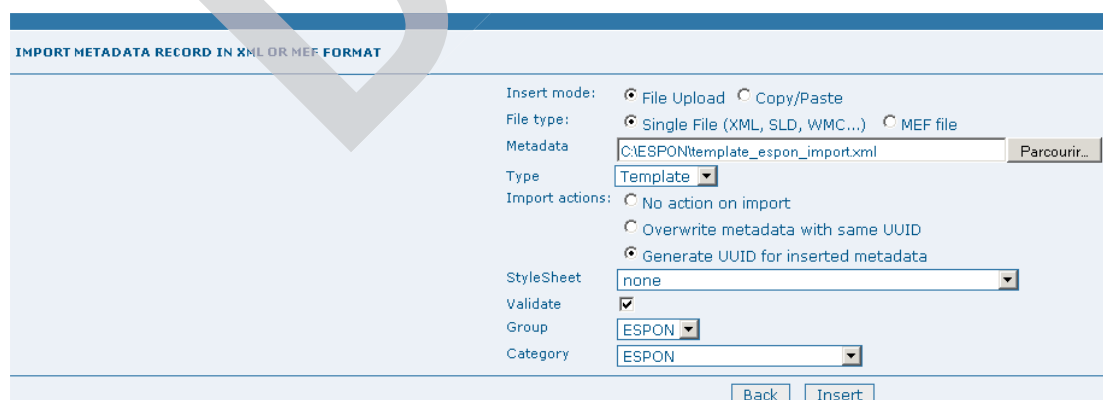 IMPORT METADATA RECORD IN XML OR MEF FORMAT
Insert mode: File Upload Copy/Paste
File type: Single File (XML, SLD, WMC...) MEF file
Metadata C:\ESPON\template_espon_import.xml Parcourir...
Type Template
Import actions: No action on import
Overwrite metadata with same UUID
Generate UUID for inserted metadata
StyleSheet none
Validate
Group ESPON
Category ESPON
Back Insert